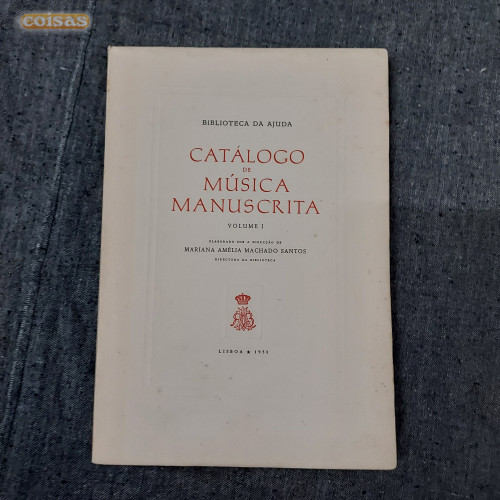 coisas
BIBLIOTECA DA AJUDA
CATÁLOGO
DE
MÚSICA
MANUSCRITA
VOLUME I
ELABORADO SOB A DIRECÇÃO DE
MARIANA AMÉLIA MACHADO SANTOS
DIRECTORA DA BIBLIOTECA
LISBOA ★